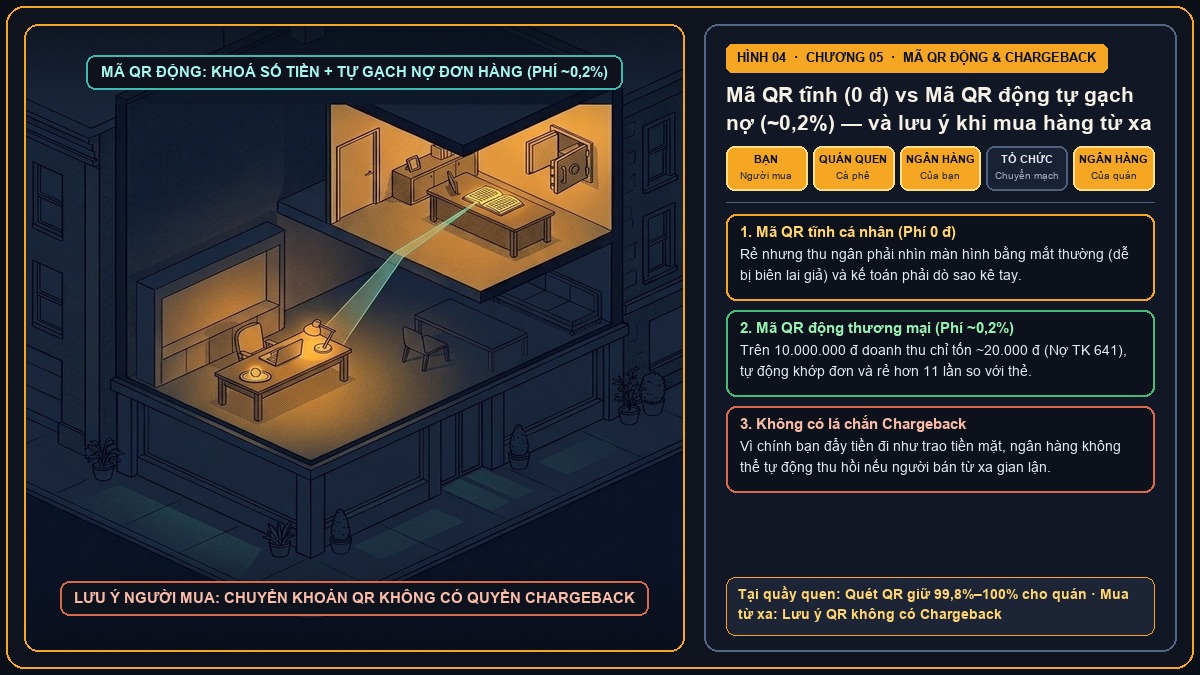 MÃ QR ĐỘNG: KHOÁ SỐ TIỀN + TỰ GẠCH NỢ ĐƠN HÀNG (PHÍ ~0,2%)
LƯU Ý NGƯỜI MUA: CHUYỂN KHOẢN QR KHÔNG CÓ QUYỀN CHARGEBACK
HÌNH 04 · CHƯƠNG 05 · MÃ QR ĐỘNG & CHARGEBACK
Mã QR tĩnh (0 đ) vs Mã QR động tự gạch
nợ (~0,2%) — và lưu ý khi mua hàng từ xa
BẠN
Người mua
QUÁN QUEN
Cà phê
NGÂN HÀNG
Của bạn
TỔ CHỨC
Chuyển mạch
NGÂN HÀNG
Của quán
1. Mã QR tĩnh cá nhân (Phí 0 đ)
Rẻ nhưng thu ngân phải nhìn màn hình bằng mắt thường (dễ
bị biên lai giả) và kế toán phải dò sao kê tay.
2. Mã QR động thương mại (Phí ~0,2%)
Trên 10.000.000 đ doanh thu chỉ tốn ~20.000 đ (Nợ TK 641),
tự động khớp đơn và rẻ hơn 11 lần so với thẻ.
3. Không có lá chắn Chargeback
Vì chính bạn đẩy tiền đi như trao tiền mặt, ngân hàng không
thể tự động thu hồi nếu người bán từ xa gian lận.
Tại quầy quen: Quét QR giữ 99,8%–100% cho quán · Mua
từ xa: Lưu ý QR không có Chargeback